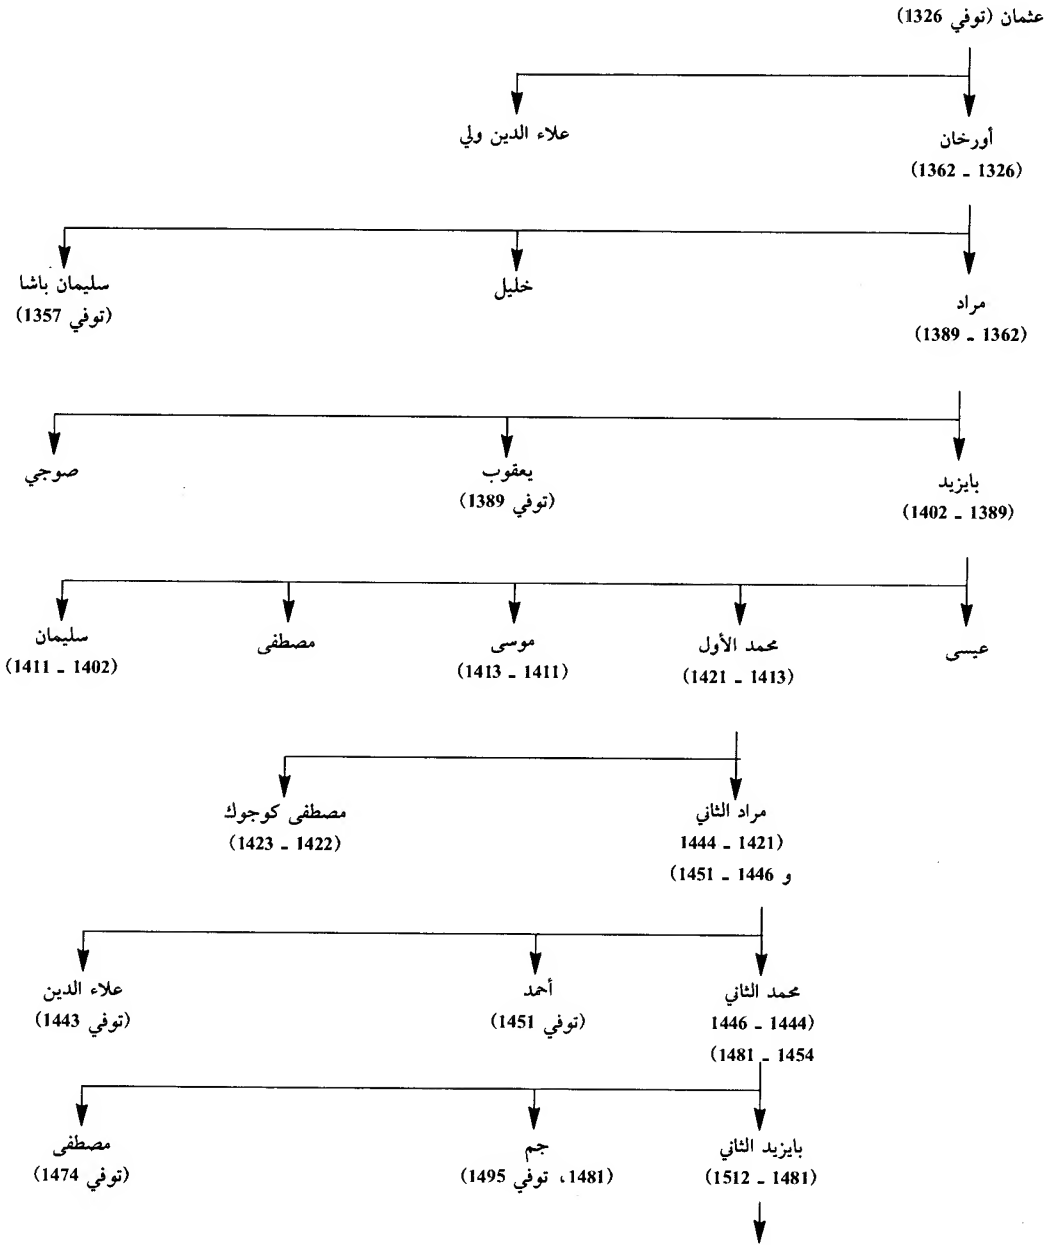 عثمان (توفي 1326)
أورخان
(1326 ـ 1362)
علاء الدين ولي
مراد
(1362 ـ 1389)
خليل
سليمان باشا
(توفي 1357)
بايزيد
(1389 ـ 1402)
يعقوب
(توفي 1389)
صوجي
عيسى
محمد الأول
(1413 ـ 1421)
موسى
(1411 ـ 1413)
مصطفى
سليمان
(1402 ـ 1411)
مراد الثاني
(1421 ـ 1444
و 1446 ـ 1451)
مصطفى كوجوك
(1422 ـ 1423)
محمد الثاني
(1444 ـ 1446
1454 ـ 1481)
أحمد
(توفي 1451)
علاء الدين
(توفي 1443)
بايزيد الثاني
(1481 ـ 1512)
جم
(1481، توفي 1495)
مصطفى
(توفي 1474)